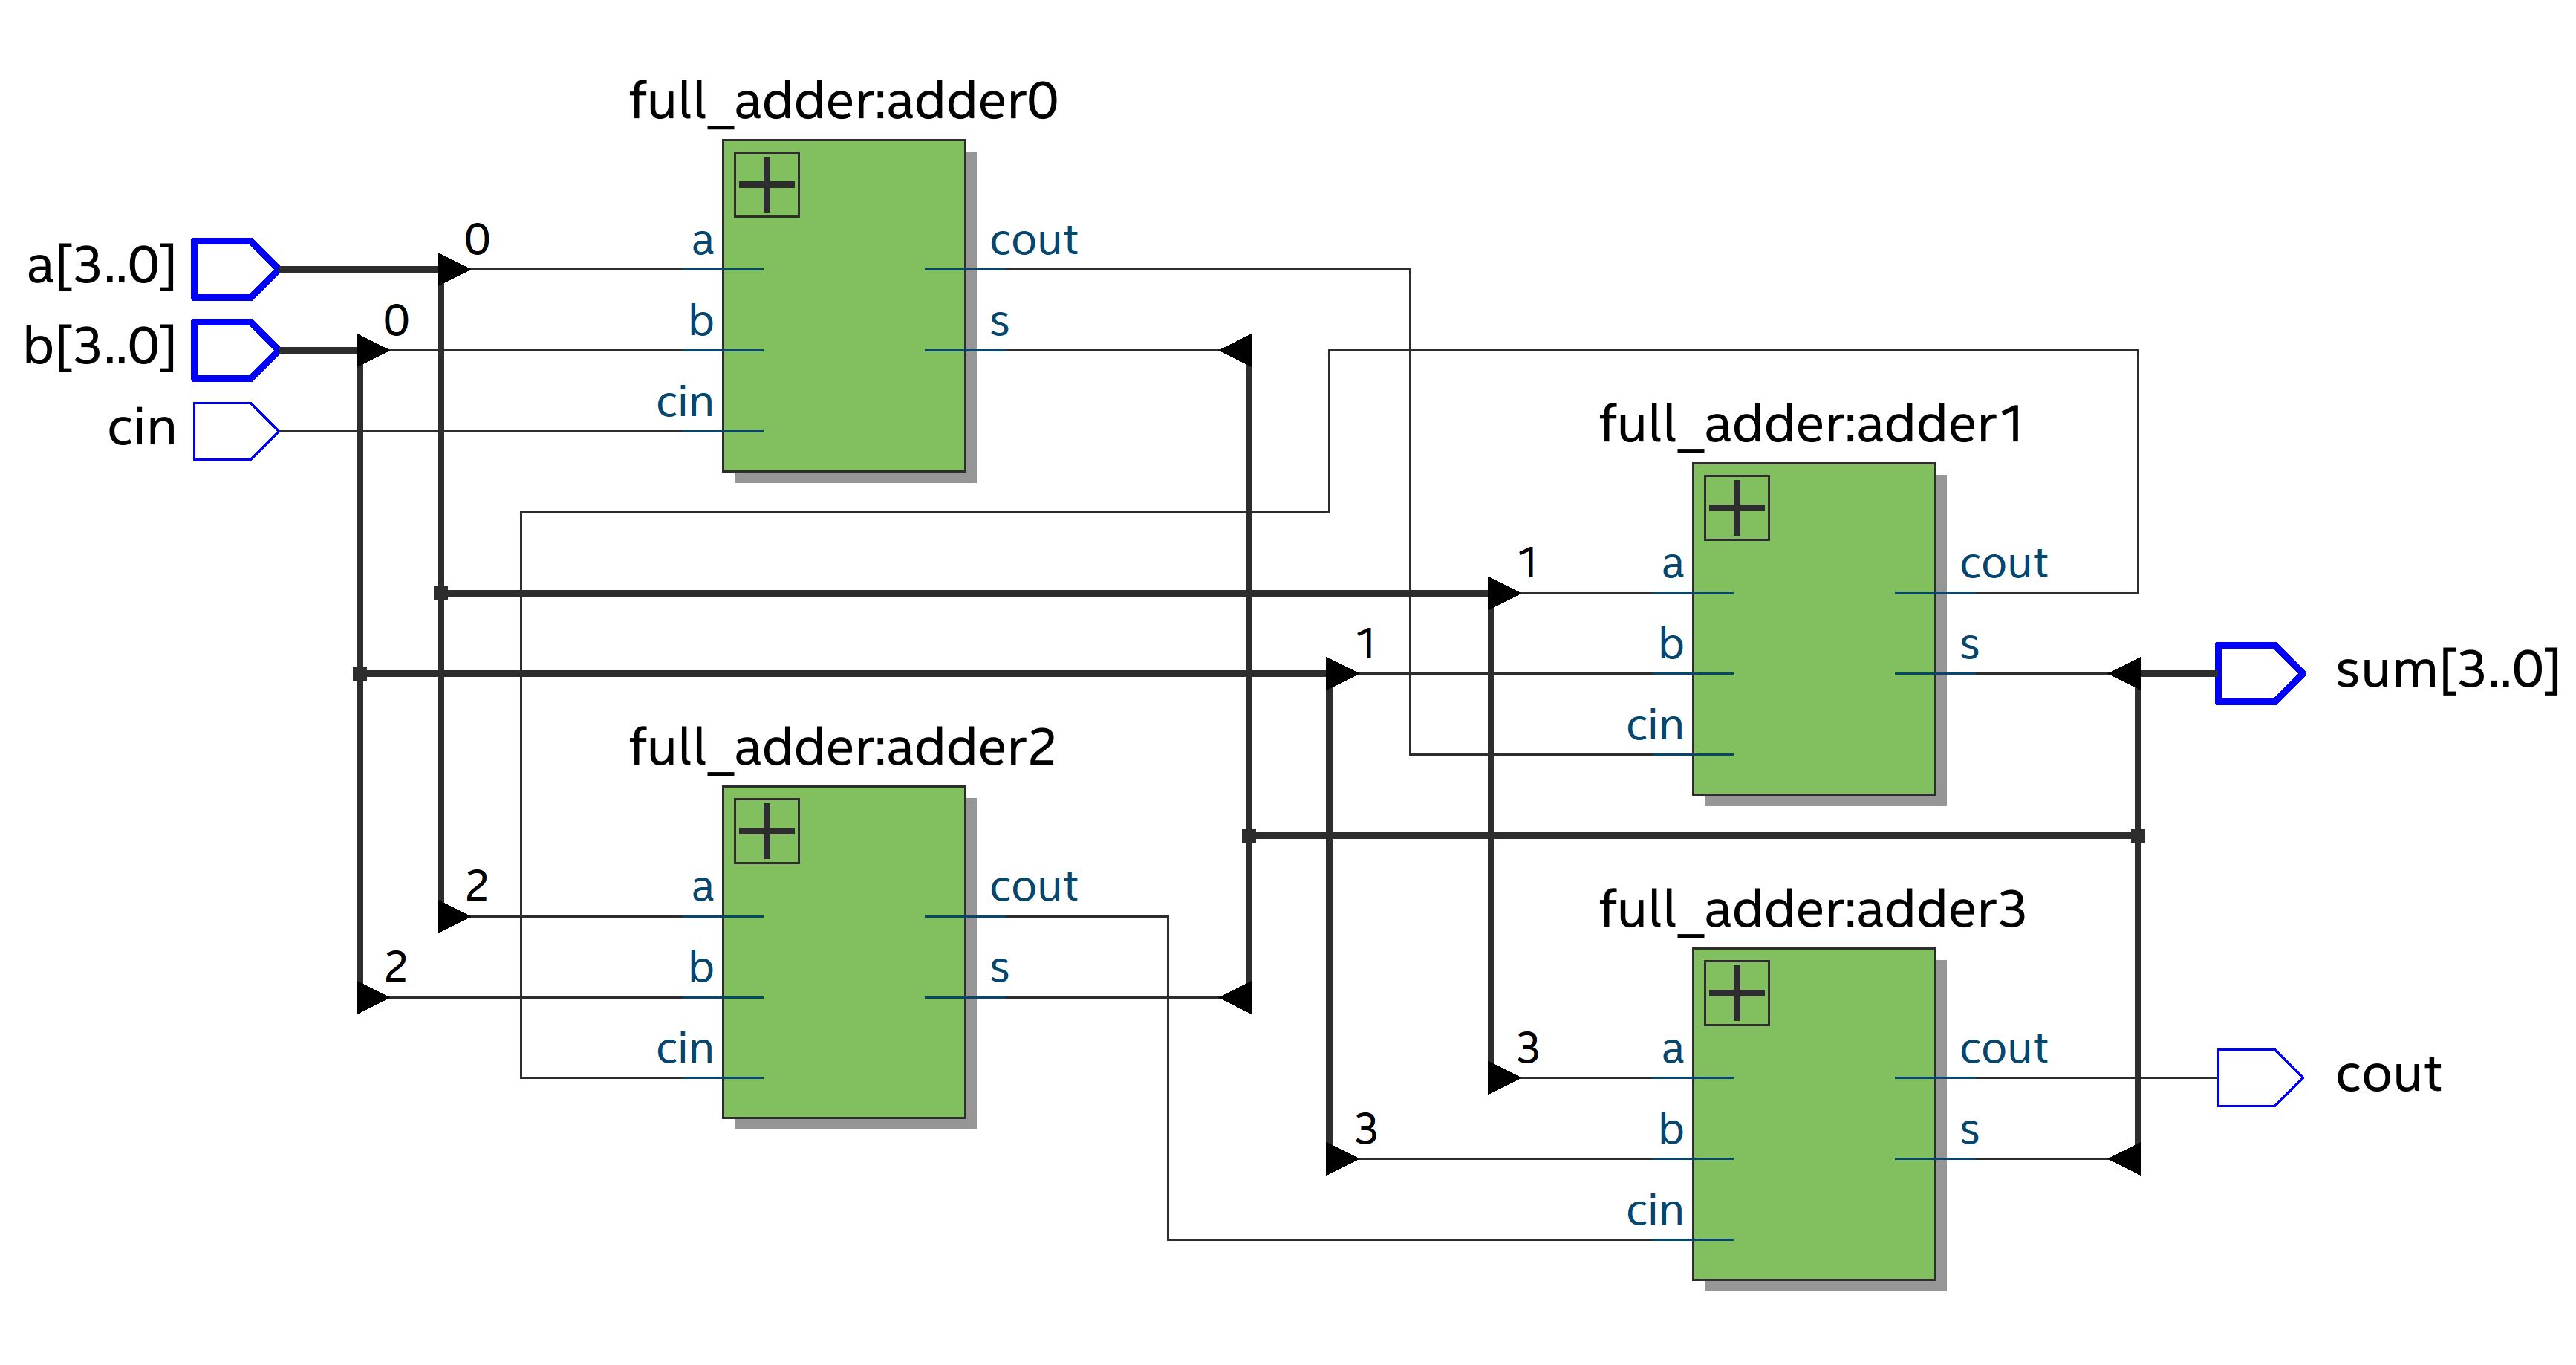 full_adder:adder0
0
a
cout
a[3..0]
0
b
s
b[3..0]
cin
cin
full_adder:adder1
1
a
cout
1
b
s
sum[3..0]
cin
full_adder:adder2
2
a
cout
2
b
s
cin
full_adder:adder3
3
a
cout
cout
3
b
s
cin